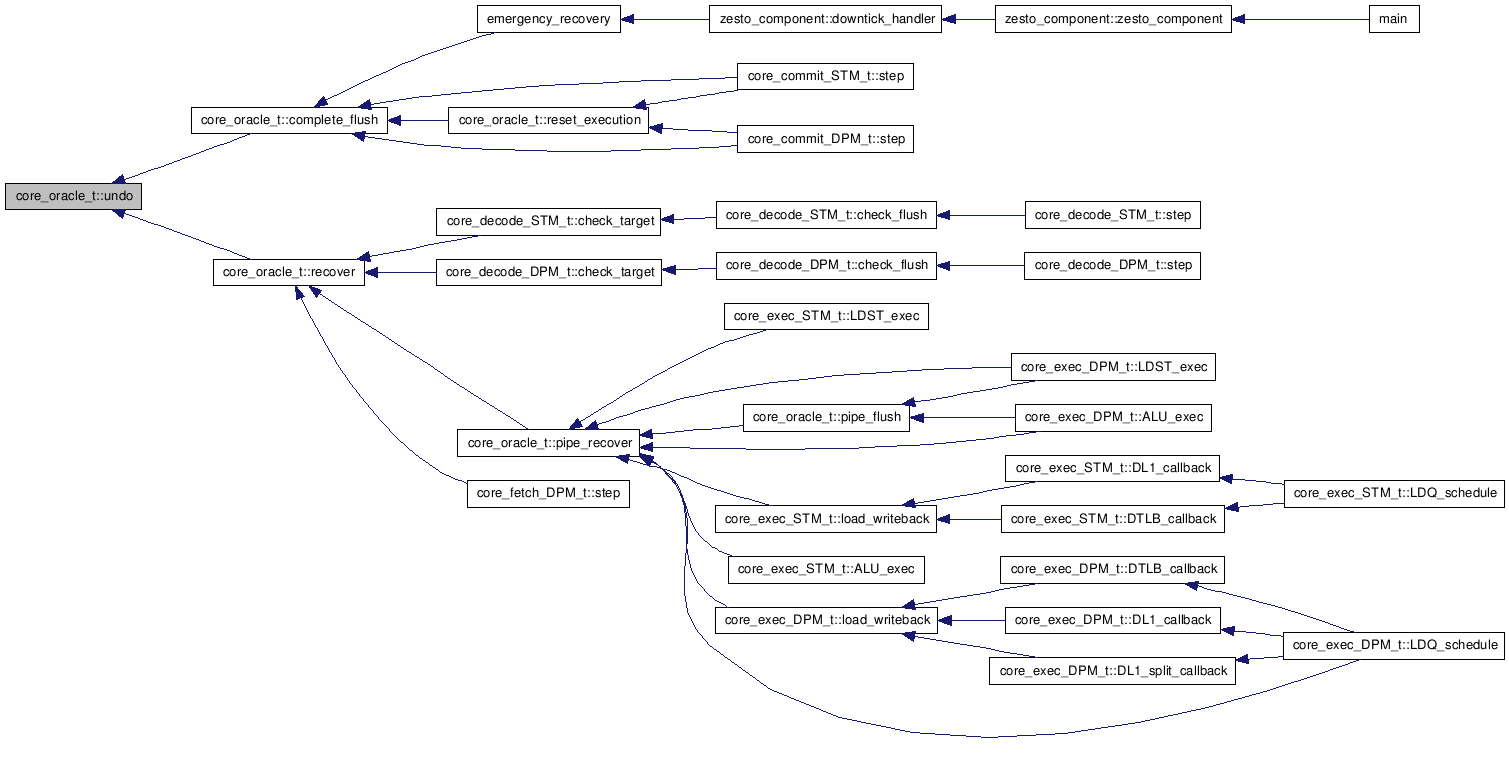 emergency_recovery
zesto_component::downtick_handler
zesto_component::zesto_component
main
core_commit_STM_t::step
core_oracle_t::complete_flush
core_oracle_t::reset_execution
core_commit_DPM_t::step
core_oracle_t::undo
core_decode_STM_t::check_target
core_decode_STM_t::check_flush
core_decode_STM_t::step
core_oracle_t::recover
core_decode_DPM_t::check_target
core_decode_DPM_t::check_flush
core_decode_DPM_t::step
core_exec_STM_t::LDST_exec
core_exec_DPM_t::LDST_exec
core_oracle_t::pipe_flush
core_exec_DPM_t::ALU_exec
core_oracle_t::pipe_recover
core_exec_STM_t::DL1_callback
core_fetch_DPM_t::step
core_exec_STM_t::LDQ_schedule
core_exec_STM_t::load_writeback
core_exec_STM_t::DTLB_callback
core_exec_STM_t::ALU_exec
core_exec_DPM_t::DTLB_callback
core_exec_DPM_t::load_writeback
core_exec_DPM_t::DL1_callback
core_exec_DPM_t::LDQ_schedule
core_exec_DPM_t::DL1_split_callback